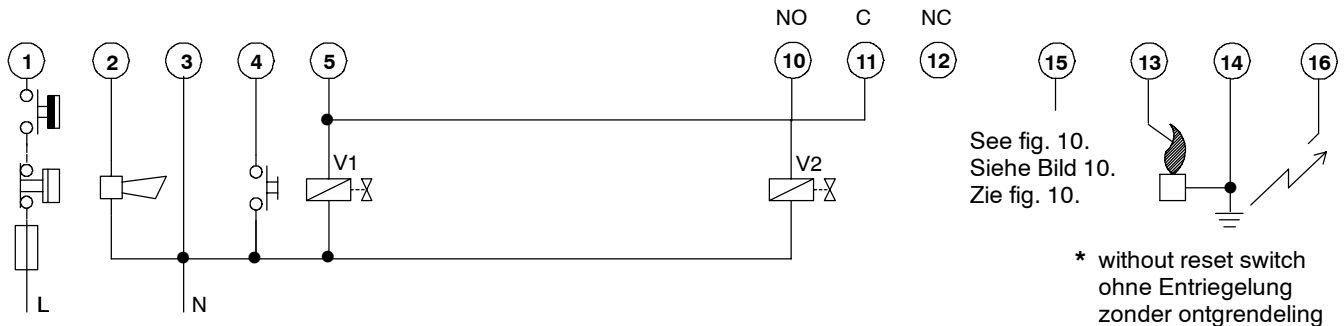 NO C NC
1 2 3 4 5 10 11 12 15 13 14 16
V1 V2
See fig. 10.
Siehe Bild 10.
Zie fig. 10.
L N
* without reset switch
ohne Entriegelung
zonder ontgrendeling